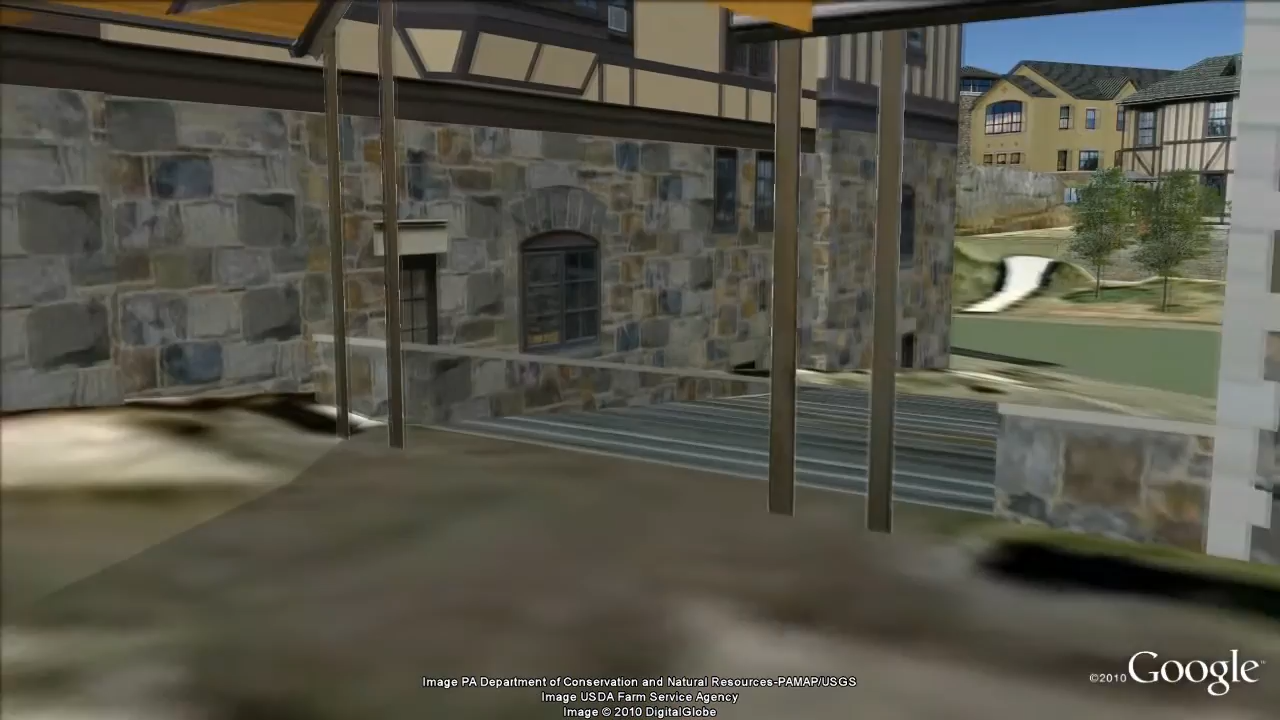 Image PA Department of Conservation and Natural Resources-PAMAP/USGS
Image USDA Farm Service Agency
Image © 2010 DigitalGlobe
©2010 Google™